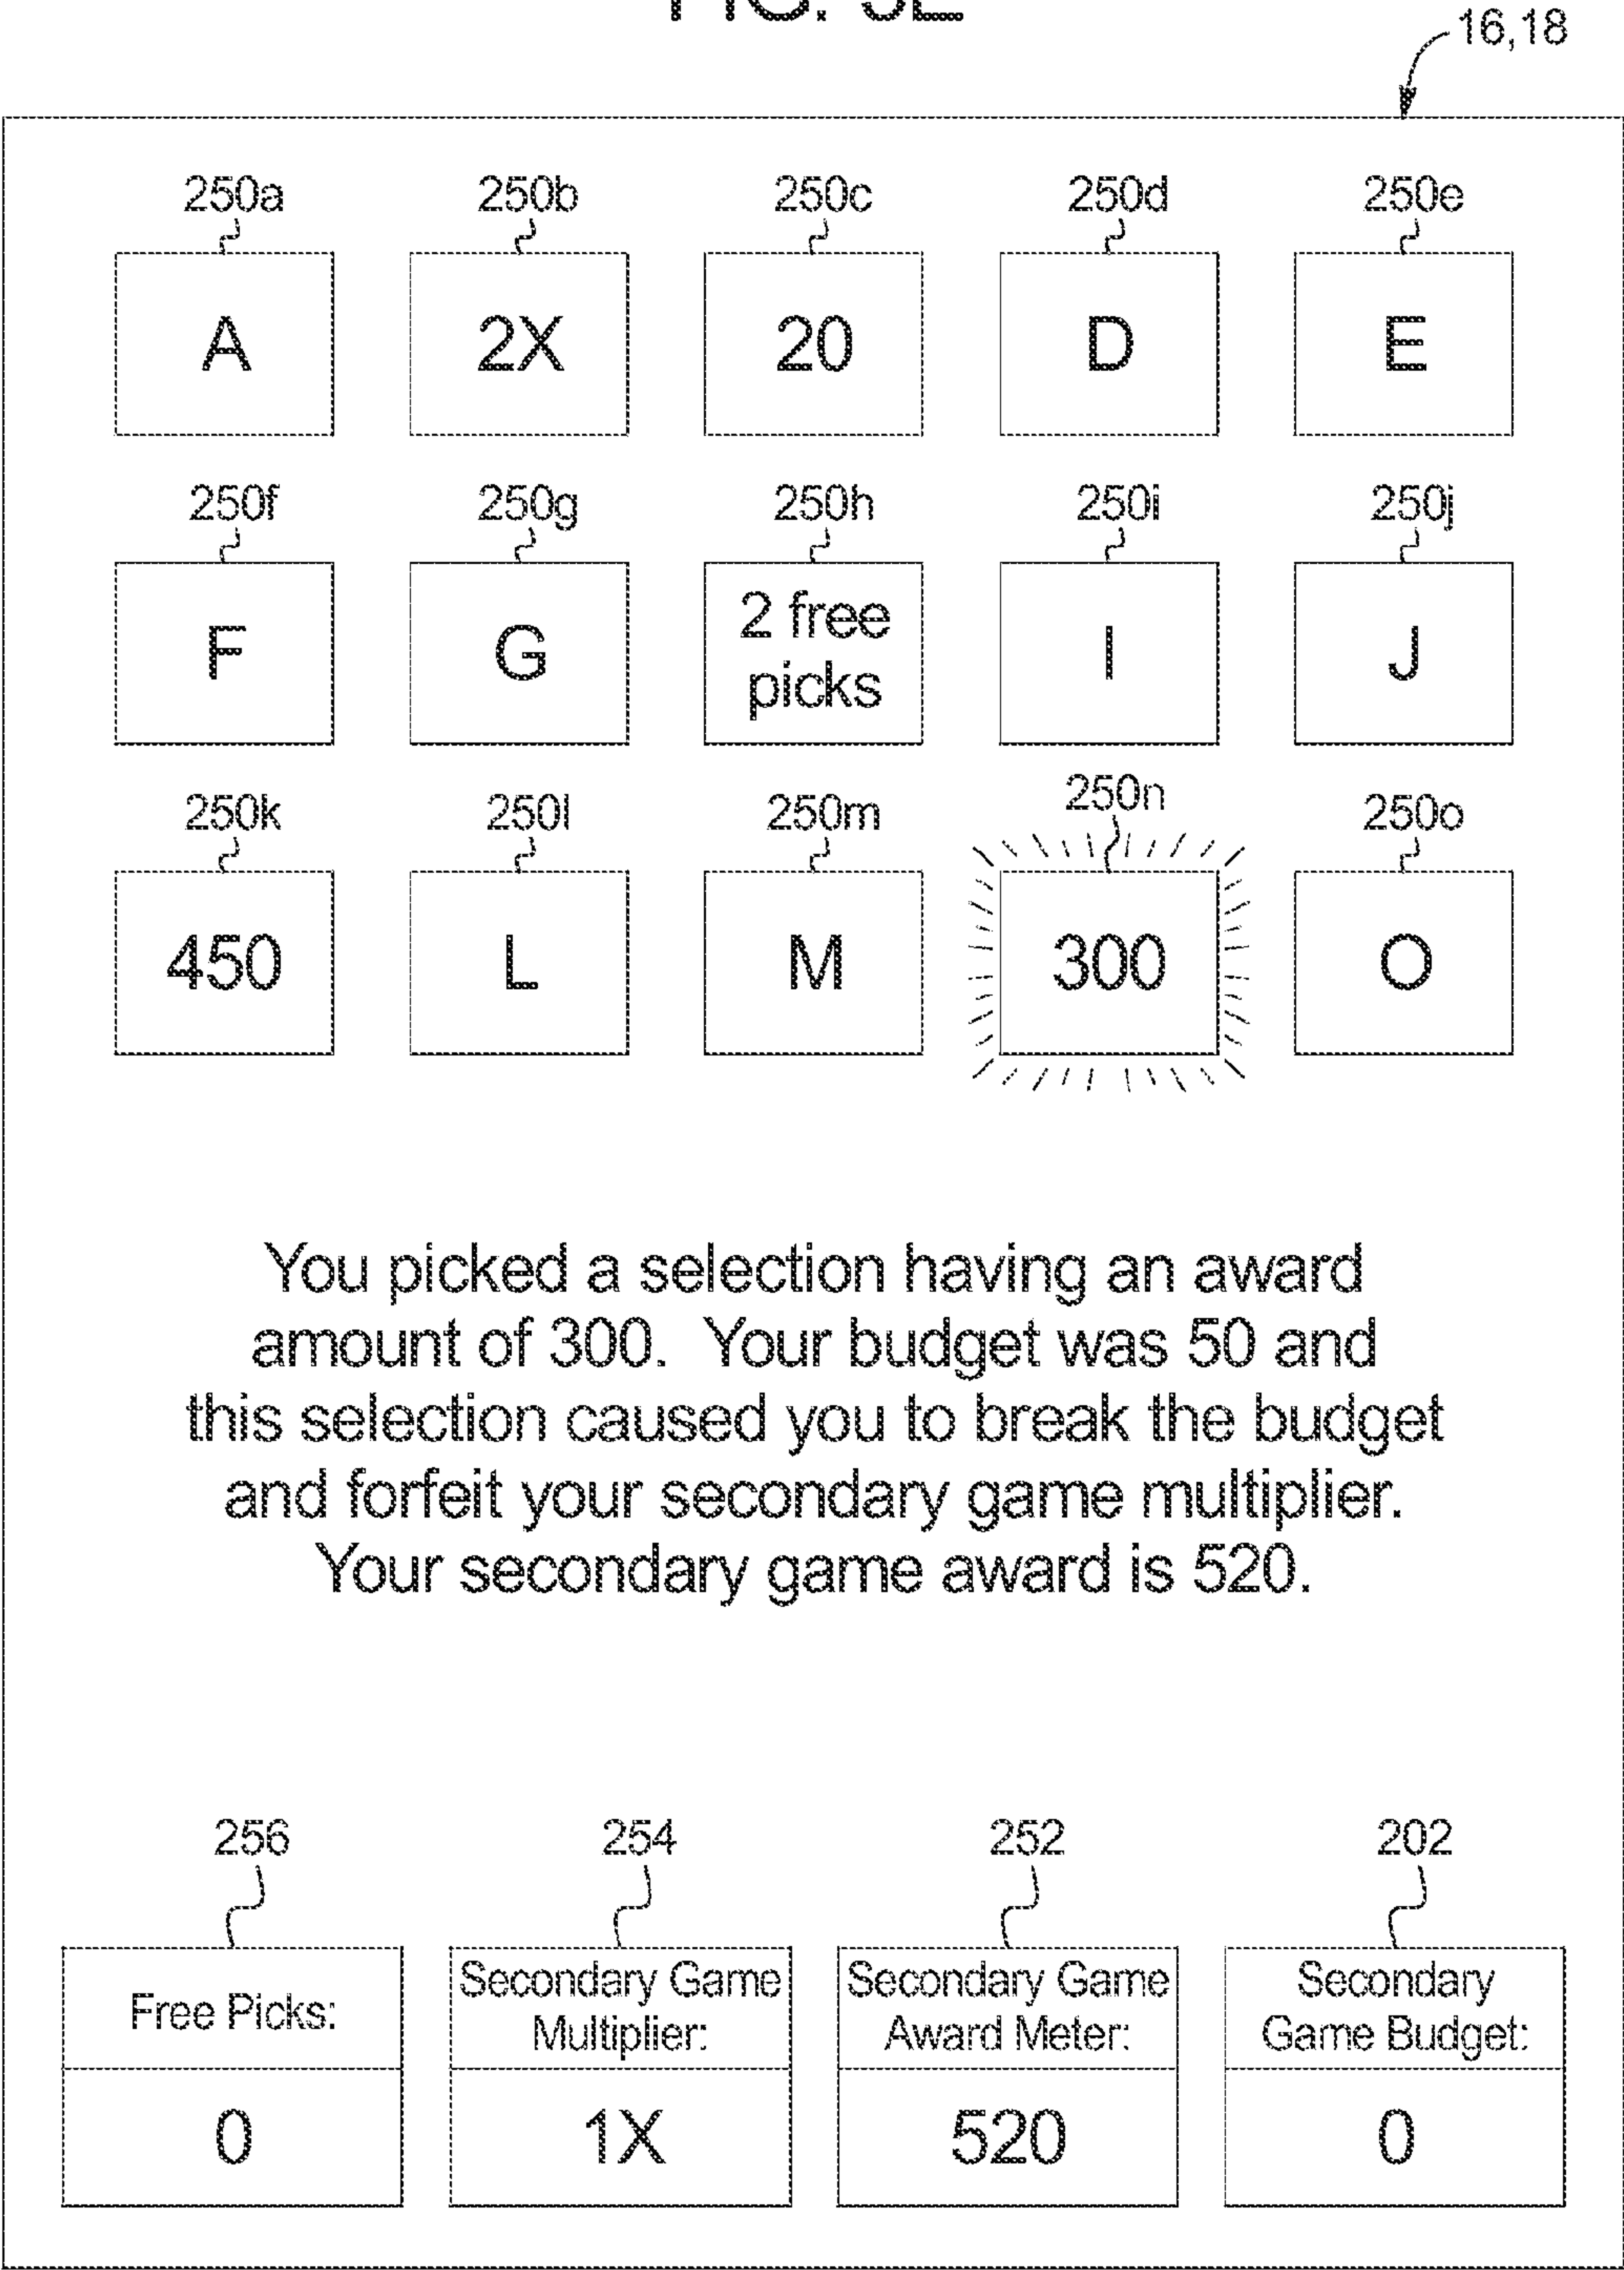 16,18
250a 250b 250c 250d 250e
A 2X 20 D E
250f 250g 250h 250i 250j
F G 2 free picks I J
250k 250l 250m 250n 250o
450 L M 300 O
You picked a selection having an award
amount of 300. Your budget was 50 and
this selection caused you to break the budget
and forfeit your secondary game multiplier.
Your secondary game award is 520.
256 254 252 202
Free Picks: Secondary Game Multiplier: Secondary Game Award Meter: Secondary Game Budget:
0 1X 520 0